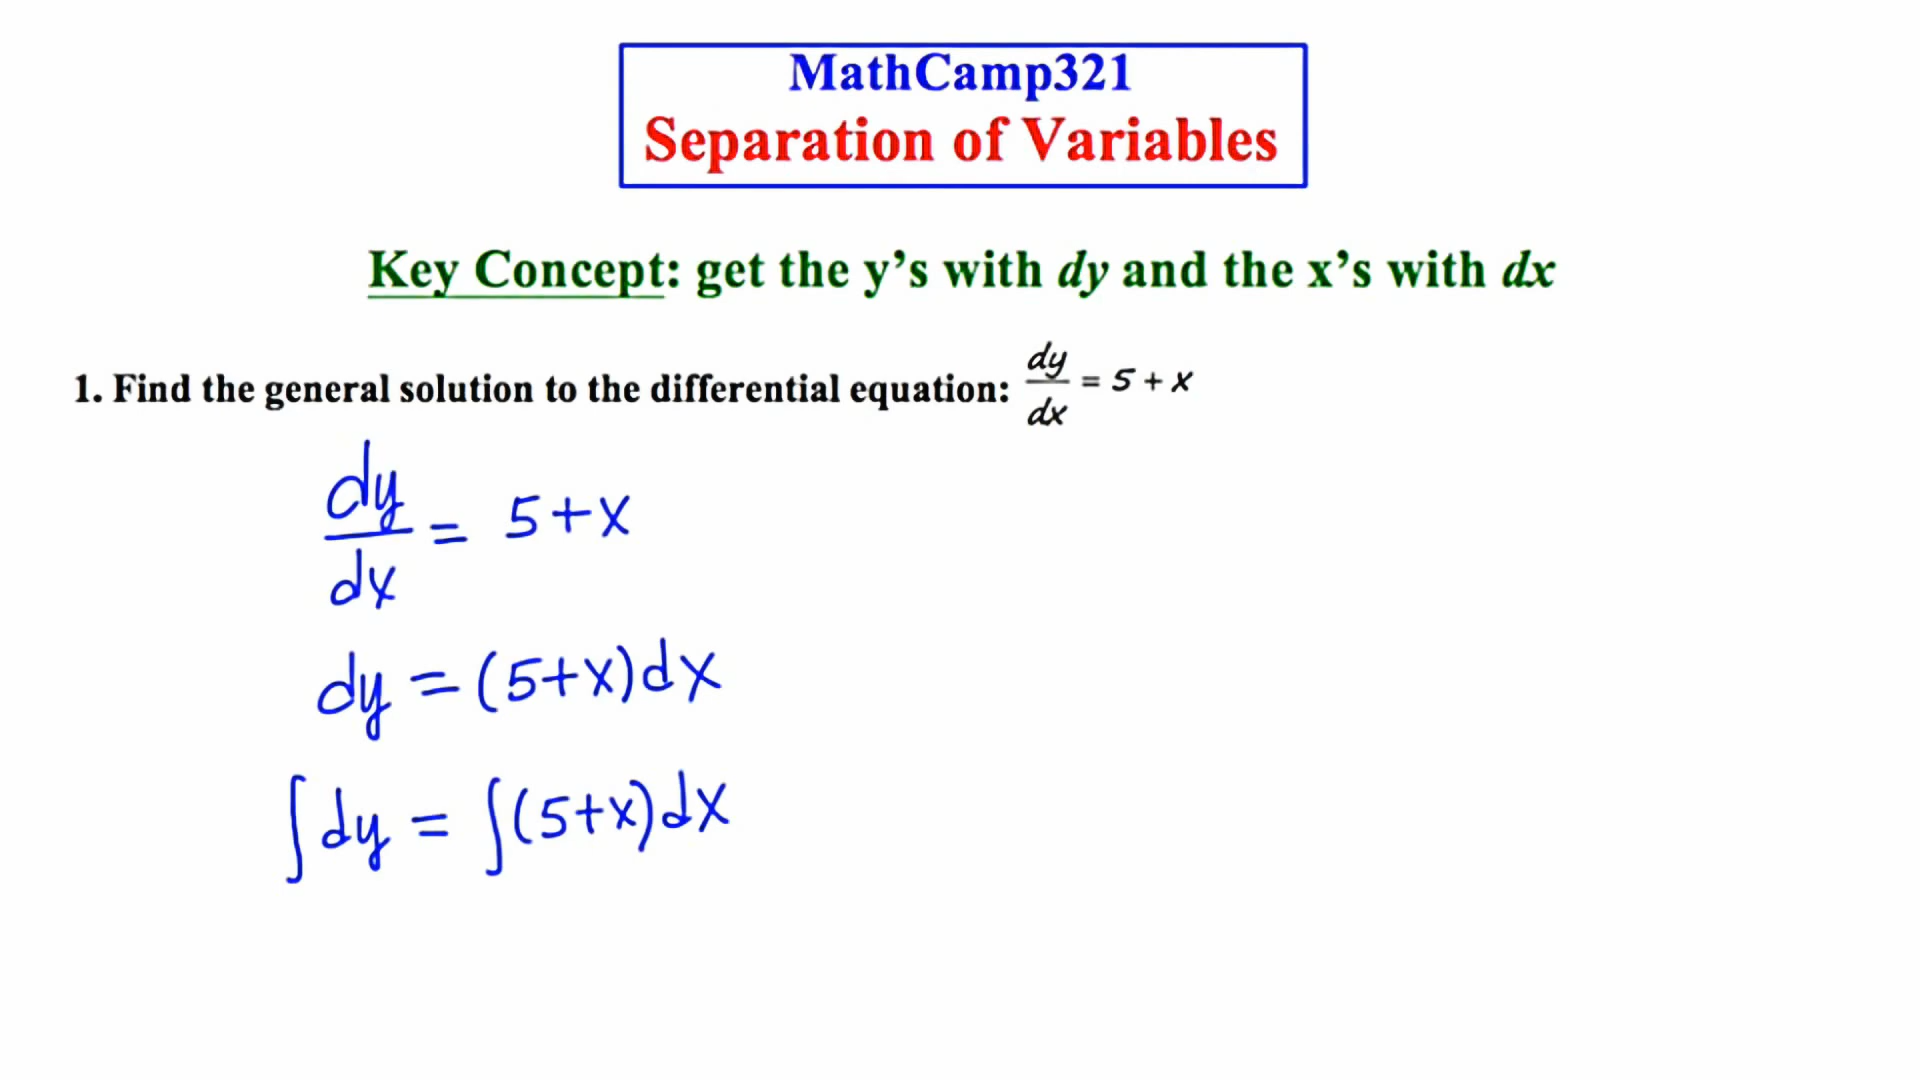 MathCamp321
Separation of Variables
Key Concept: get the y’s with dy and the x’s with dx
1. Find the general solution to the differential equation: dy/dx = 5 + x
dy/dx = 5+x
dy = (5+x)dx
∫dy = ∫(5+x)dx